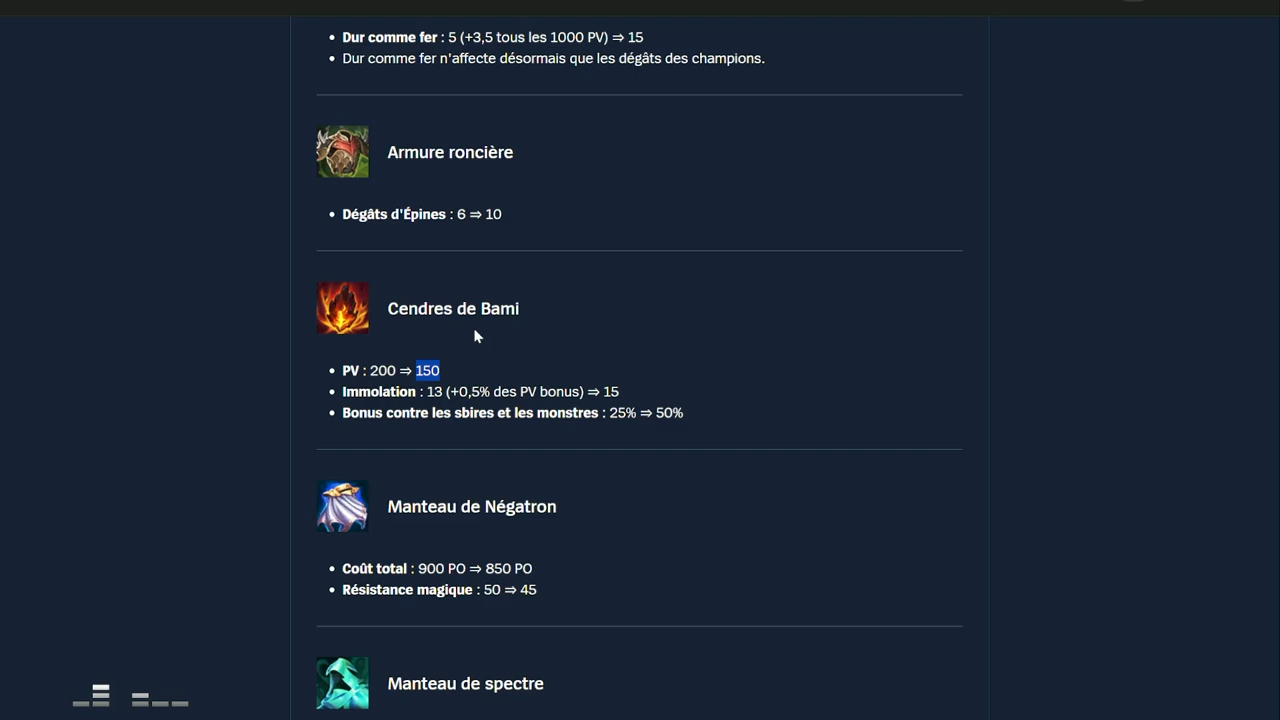 Dur comme fer : 5 (+3,5 tous les 1000 PV) ⇒ 15
Dur comme fer n'affecte désormais que les dégâts des champions.
Armure roncière
Dégâts d'Épines : 6 ⇒ 10
Cendres de Bami
PV : 200 ⇒ 150
Immolation : 13 (+0,5% des PV bonus) ⇒ 15
Bonus contre les sbires et les monstres : 25% ⇒ 50%
Manteau de Négatron
Coût total : 900 PO ⇒ 850 PO
Résistance magique : 50 ⇒ 45
Manteau de spectre